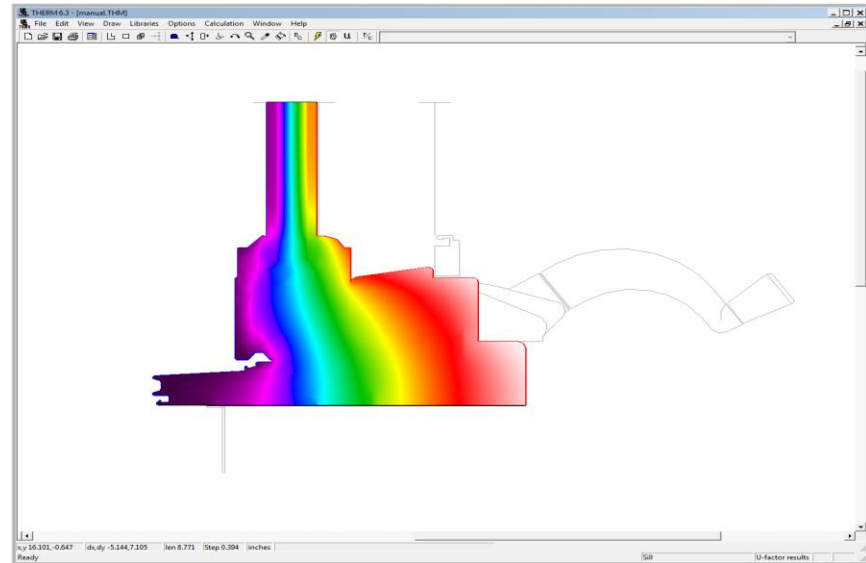 THERM 6.3 - [manual.THM]
File Edit View Draw Libraries Options Calculation Window Help
x,y 16.101,-0.647 dx,dy -5.144,7.105 len 8.771 Step 0.394 inches
Ready Sill U-factor results